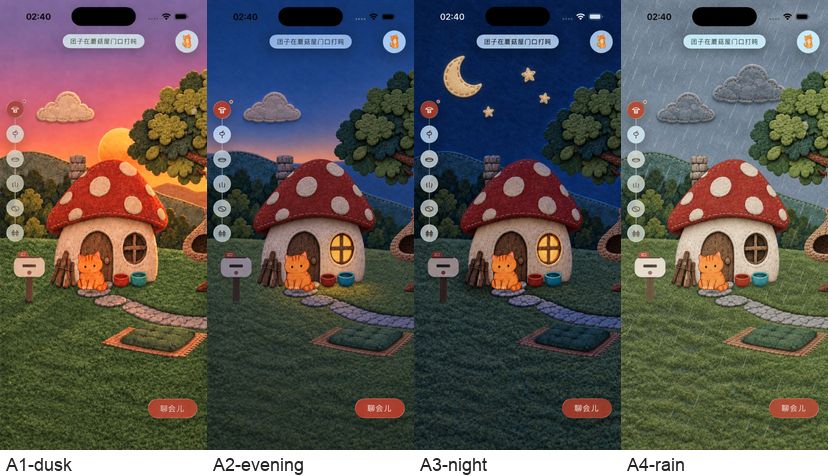 02:40
团子在蘑菇屋门口打盹
聊会儿
A1-dusk
02:40
团子在蘑菇屋门口打盹
聊会儿
A2-evening
02:40
团子在蘑菇屋门口打盹
聊会儿
A3-night
02:40
团子在蘑菇屋门口打盹
聊会儿
A4-rain